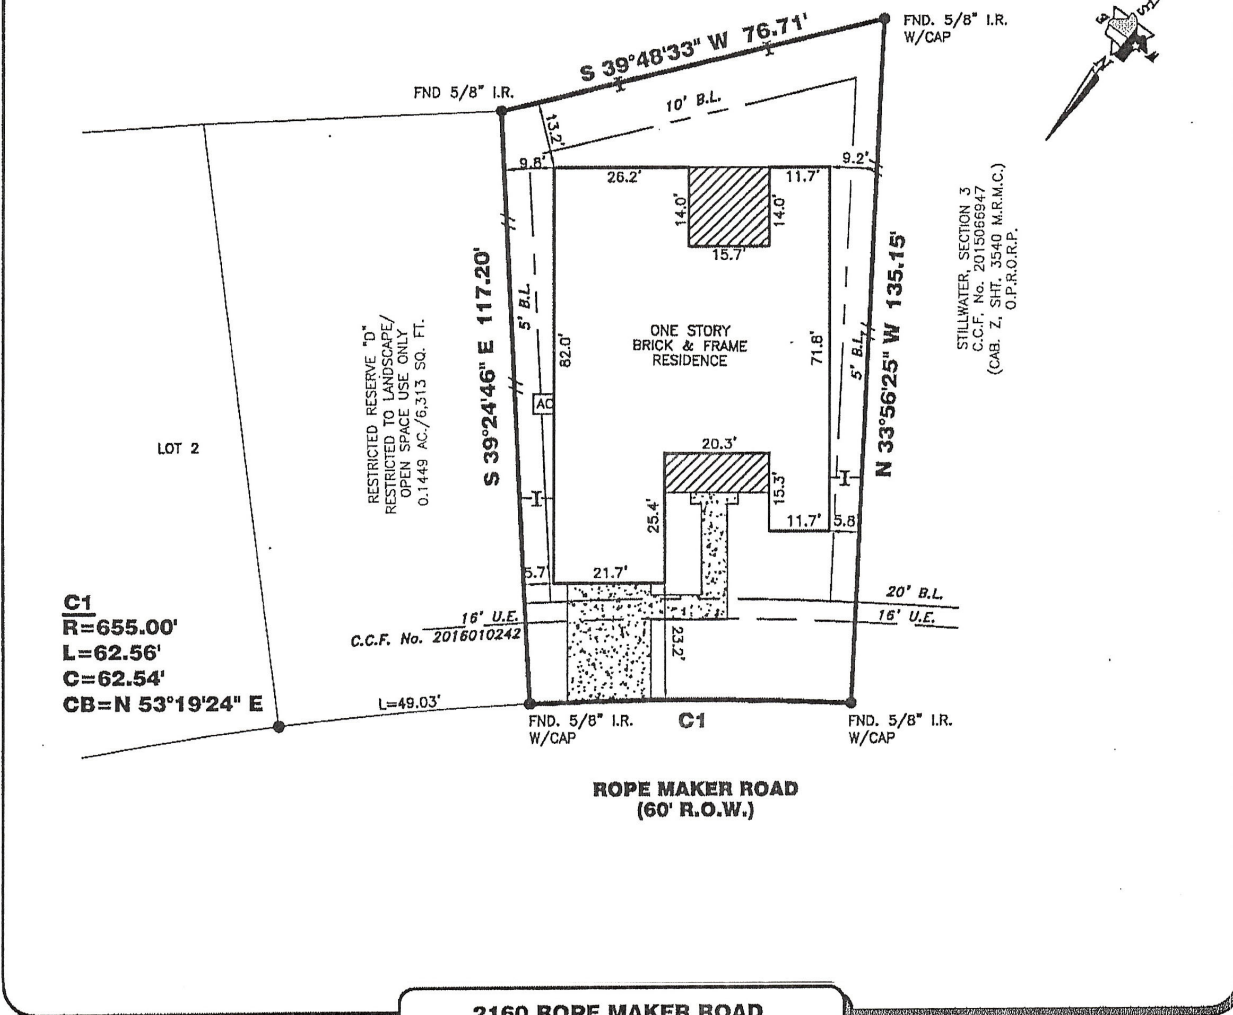 S 39°48'33" W 76.71'
FND. 5/8" I.R.
W/CAP
FND 5/8" I.R.
10' B.L.
13.2'
9.8'
26.2'
11.7'
9.2'
14.0'
14.0'
15.7'
S 39°24'46" E 117.20'
5' B.L.
82.0'
ONE STORY
BRICK & FRAME
RESIDENCE
71.8'
5' B.L.
N 33°56'25" W 135.15'
STILLWATER, SECTION 3
C.C.F. No. 2015066947
(CAB. Z, SHT. 3540 M.R.M.C.)
O.P.R.O.R.P.
RESTRICTED RESERVE "D"
RESTRICTED TO LANDSCAPE/
OPEN SPACE USE ONLY
0.1449 AC./6,313 SQ. FT.
AC
LOT 2
20.3'
25.4'
15.3'
11.7'
5.8'
5.7'
21.7'
20' B.L.
16' U.E.
16' U.E.
C.C.F. No. 2016010242
23.2'
C1
R=655.00'
L=62.56'
C=62.54'
CB=N 53°19'24" E
L=49.03'
FND. 5/8" I.R.
W/CAP
C1
FND. 5/8" I.R.
W/CAP
ROPE MAKER ROAD
(60' R.O.W.)
2160 ROPE MAKER ROAD